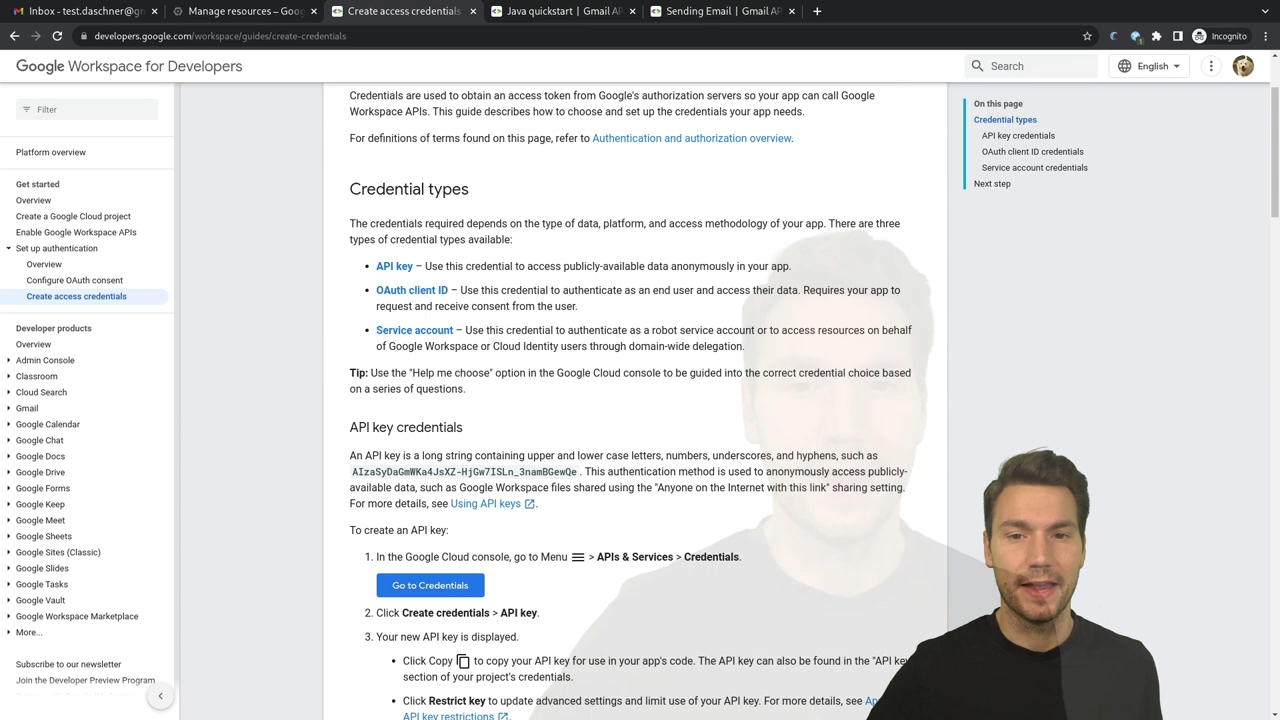 Inbox - test.daschner@gm
Manage resources – Goog
Create access credentials
Java quickstart | Gmail AP
Sending Email | Gmail AP
developers.google.com/workspace/guides/create-credentials
Incognito
Google Workspace for Developers
Search
English
Filter
Platform overview
Get started
Overview
Create a Google Cloud project
Enable Google Workspace APIs
Set up authentication
Overview
Configure OAuth consent
Create access credentials
Developer products
Overview
Admin Console
Classroom
Cloud Search
Gmail
Google Calendar
Google Chat
Google Docs
Google Drive
Google Forms
Google Keep
Google Meet
Google Sheets
Google Sites (Classic)
Google Slides
Google Tasks
Google Vault
Google Workspace Marketplace
More...
Subscribe to our newsletter
Join the Developer Preview Program
Credentials are used to obtain an access token from Google's authorization servers so your app can call Google
Workspace APIs. This guide describes how to choose and set up the credentials your app needs.
For definitions of terms found on this page, refer to Authentication and authorization overview.
Credential types
The credentials required depends on the type of data, platform, and access methodology of your app. There are three
types of credential types available:
• API key – Use this credential to access publicly-available data anonymously in your app.
• OAuth client ID – Use this credential to authenticate as an end user and access their data. Requires your app to
request and receive consent from the user.
• Service account – Use this credential to authenticate as a robot service account or to access resources on behalf
of Google Workspace or Cloud Identity users through domain-wide delegation.
Tip: Use the "Help me choose" option in the Google Cloud console to be guided into the correct credential choice based
on a series of questions.
API key credentials
An API key is a long string containing upper and lower case letters, numbers, underscores, and hyphens, such as
AIzaSyDaGmWKa4JsXZ-HjGw7ISLn_3namBGewQe. This authentication method is used to anonymously access publicly-
available data, such as Google Workspace files shared using the "Anyone on the Internet with this link" sharing setting.
For more details, see Using API keys.
To create an API key:
1. In the Google Cloud console, go to Menu > APIs & Services > Credentials.
Go to Credentials
2. Click Create credentials > API key.
3. Your new API key is displayed.
• Click Copy to copy your API key for use in your app's code. The API key can also be found in the "API key
section of your project's credentials.
• Click Restrict key to update advanced settings and limit use of your API key. For more details, see Ap
API key restrictions.
On this page
Credential types
API key credentials
OAuth client ID credentials
Service account credentials
Next step